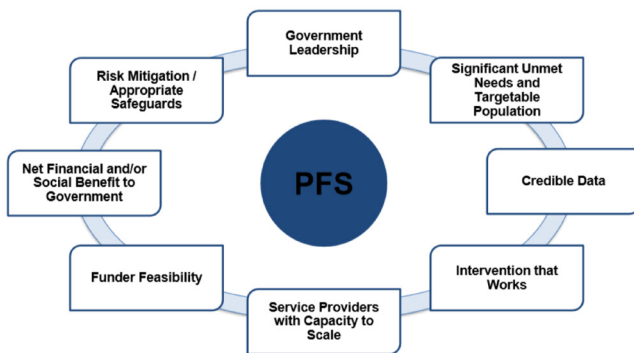 Government
Leadership
Significant Unmet
Needs and
Targetable
Population
Credible Data
Intervention that
Works
Service Providers
with Capacity to
Scale
Funder Feasibility
Net Financial and/or
Social Benefit to
Government
Risk Mitigation /
Appropriate
Safeguards
PFS